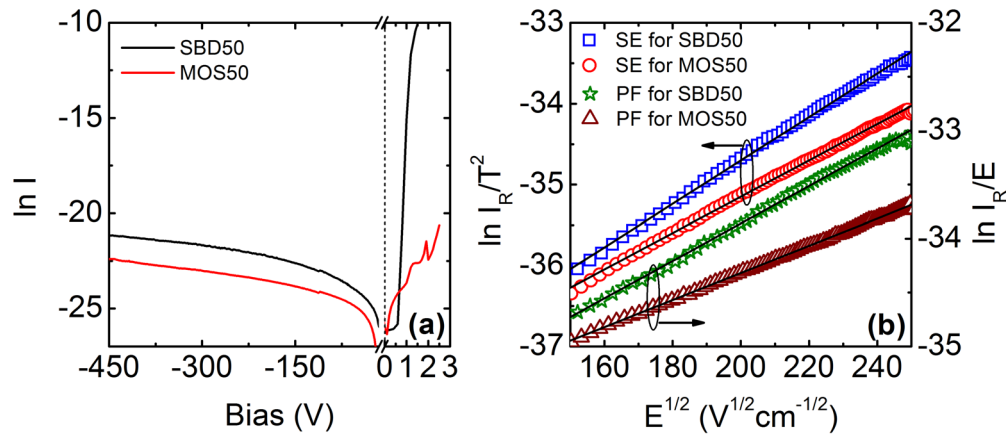 -10
-15
-20
-25
ln I
SBD50
MOS50
(a)
-450
-300
-150
0
1
2
3
Bias (V)
-33
-34
-35
-36
-37
ln I_R/T^2
SE for SBD50
SE for MOS50
PF for SBD50
PF for MOS50
(b)
160
180
200
220
240
E^1/2 (V^1/2cm^-1/2)
-32
-33
-34
-35
ln I_R/E